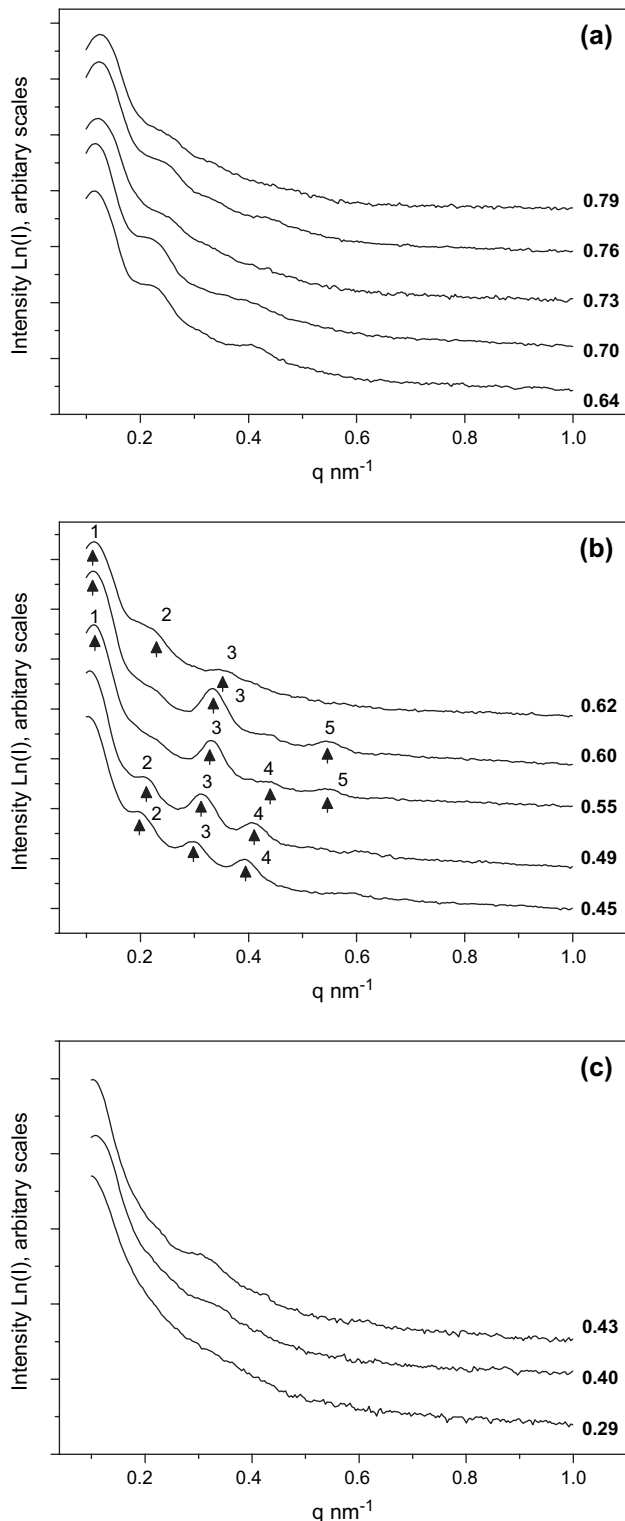 (a)
Intensity Ln(I), arbitary scales
0.79
0.76
0.73
0.70
0.64
0.2 0.4 0.6 0.8 1.0
q nm-1
(b)
Intensity Ln(I), arbitary scales
1
2
3
1
3
5
0.62
3
4
5
0.60
2
3
4
0.55
2
3
4
0.49
0.45
0.2 0.4 0.6 0.8 1.0
q nm-1
(c)
Intensity Ln(I), arbitary scales
0.43
0.40
0.29
0.2 0.4 0.6 0.8 1.0
q nm-1